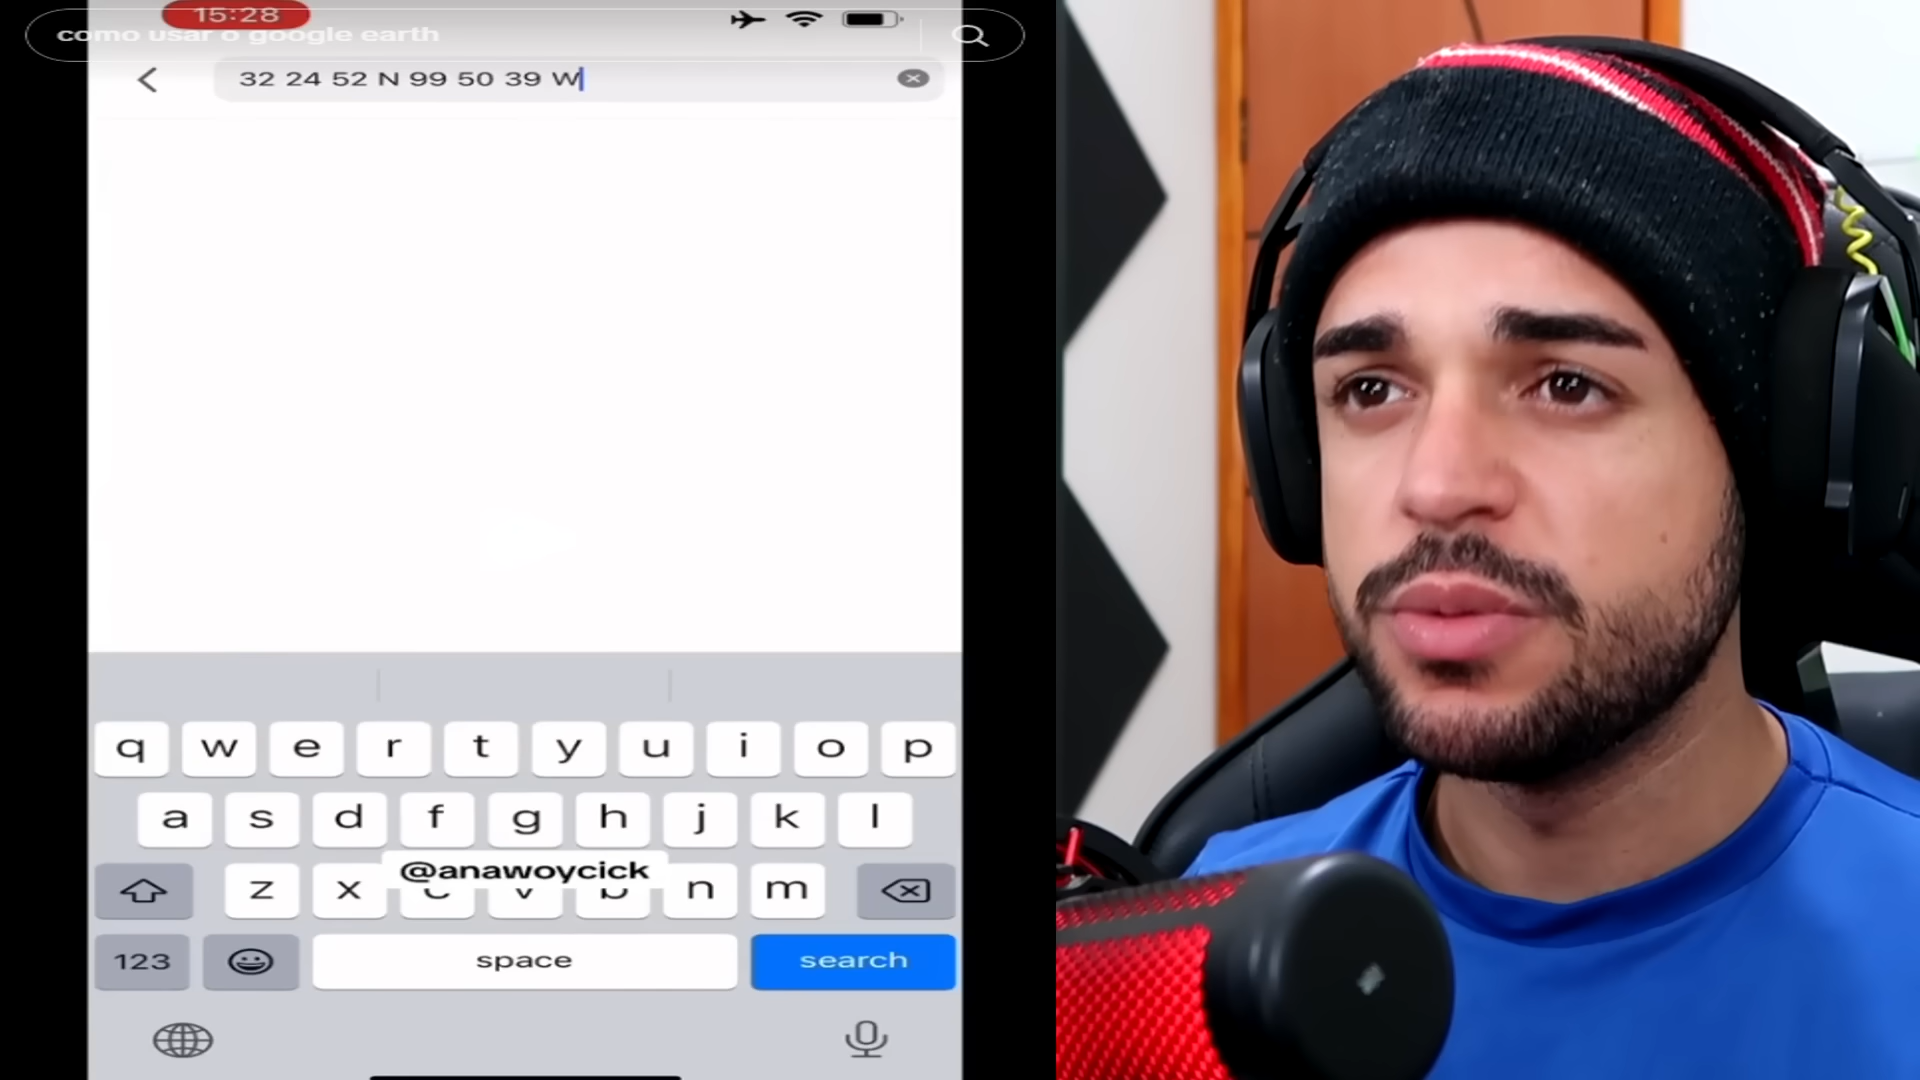 15:28
como usar o google earth
32 24 52 N 99 50 39 W
q w e r t y u i o p
a s d f g h j k l
@anawoycick
z x c v b n m
123 space search